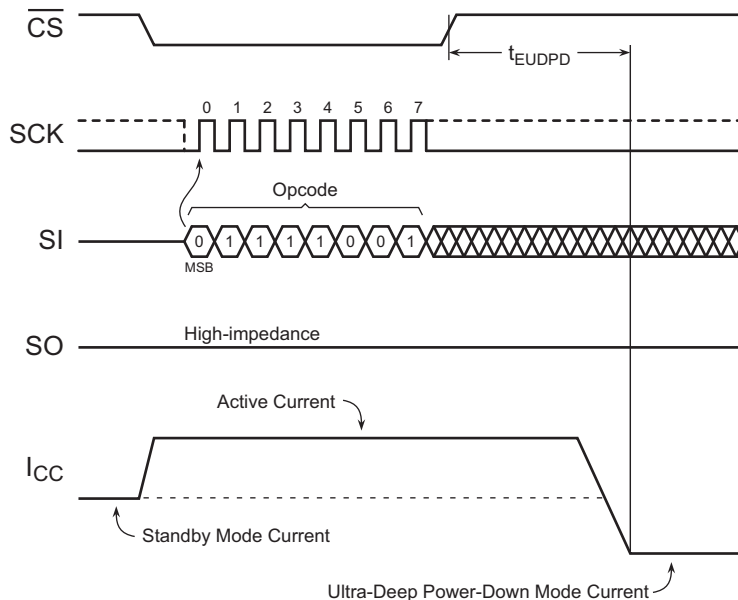 CS
tEUDPD
0 1 2 3 4 5 6 7
SCK
Opcode
SI
0 1 1 1 1 0 0 1
MSB
High-impedance
SO
Active Current
ICC
Standby Mode Current
Ultra-Deep Power-Down Mode Current